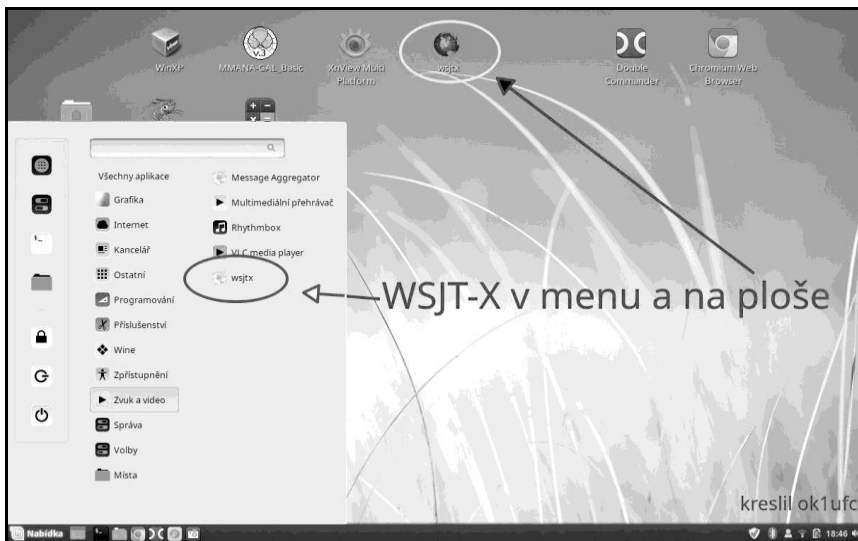 WinXP
MMANA-GAL_Basic
XnView Multi Platform
wsjtx
Double Commander
Chromium Web Browser
Všechny aplikace
Grafika
Internet
Kancelář
Ostatní
Programování
Příslušenství
Wine
Zpřístupnění
Zvuk a video
Správa
Volby
Místa
Message Aggregator
Multimediální přehrávač
Rhythmbox
VLC media player
wsjtx
WSJT-X v menu a na ploše
kreslil ok1ufc
Nabídka
18:46